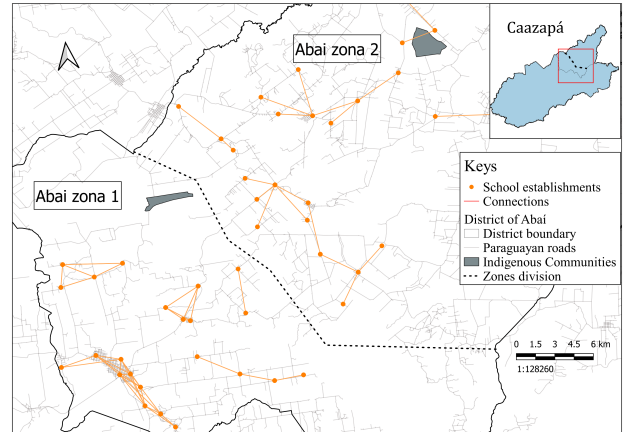 Abai zona 2
Caazapá
Abai zona 1
Keys
School establishments
Connections
District of Abaí
District boundary
Paraguayan roads
Indigenous Communities
Zones division
0 1.5 3 4.5 6 km
1:128260